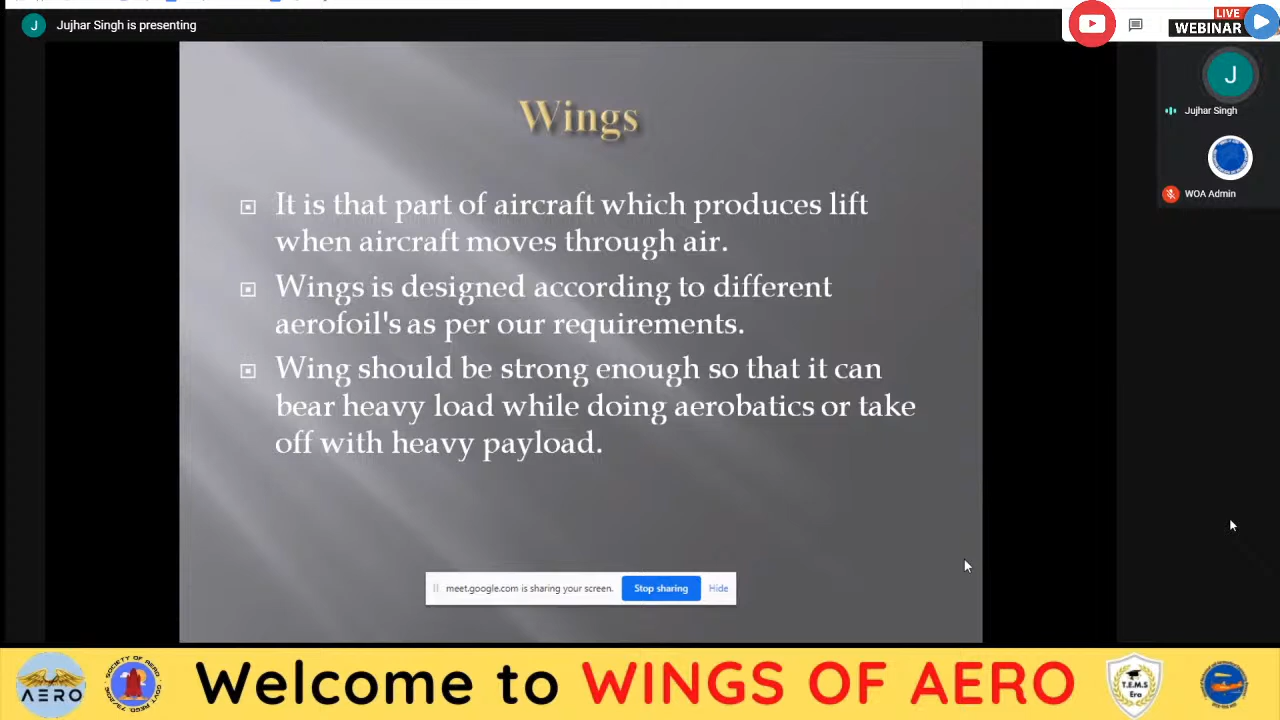 J
Jujhar Singh is presenting
LIVE
WEBINAR
J
Jujhar Singh
WOA Admin
Wings
It is that part of aircraft which produces lift
when aircraft moves through air.
Wings is designed according to different
aerofoil's as per our requirements.
Wing should be strong enough so that it can
bear heavy load while doing aerobatics or take
off with heavy payload.
meet.google.com is sharing your screen.
Stop sharing
Hide
AERO
Welcome to WINGS OF AERO
T.E.M.S
Era